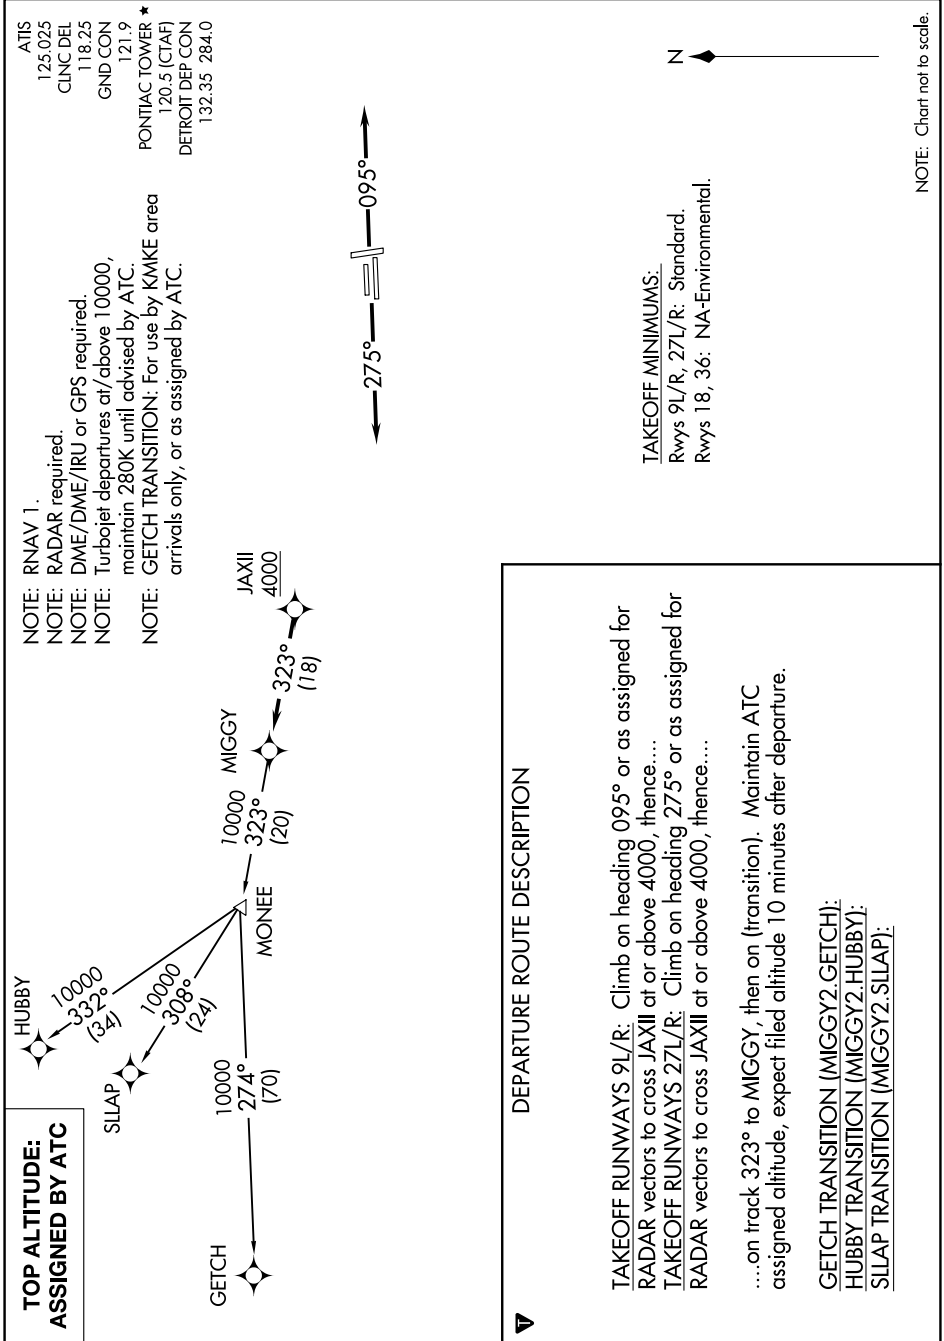 TOP ALTITUDE:
ASSIGNED BY ATC
NOTE: RNAV 1.
NOTE: RADAR required.
NOTE: DME/DME/IRU or GPS required.
NOTE: Turbojet departures at/above 10000,
maintain 280K until advised by ATC.
NOTE: GETCH TRANSITION: For use by KMKE area
arrivals only, or as assigned by ATC.
ATIS
125.025
CLNC DEL
118.25
GND CON
121.9
PONTIAC TOWER ★
120.5 (CTAF)
DETROIT DEP CON
132.35 284.0
HUBBY
10000
332°
(34)
SLLAP
10000
308°
(24)
GETCH
10000
274°
(70)
MONEE
10000
323°
(20)
MIGGY
323°
(18)
JAXII
4000
275°
095°
TAKEOFF MINIMUMS:
Rwys 9L/R, 27L/R: Standard.
Rwys 18, 36: NA-Environmental.
N
NOTE: Chart not to scale.
T
DEPARTURE ROUTE DESCRIPTION
TAKEOFF RUNWAYS 9L/R: Climb on heading 095° or as assigned for
RADAR vectors to cross JAXII at or above 4000, thence....
TAKEOFF RUNWAYS 27L/R: Climb on heading 275° or as assigned for
RADAR vectors to cross JAXII at or above 4000, thence....
....on track 323° to MIGGY, then on (transition). Maintain ATC
assigned altitude, expect filed altitude 10 minutes after departure.
GETCH TRANSITION (MIGGY2.GETCH):
HUBBY TRANSITION (MIGGY2.HUBBY):
SLLAP TRANSITION (MIGGY2.SLLAP):